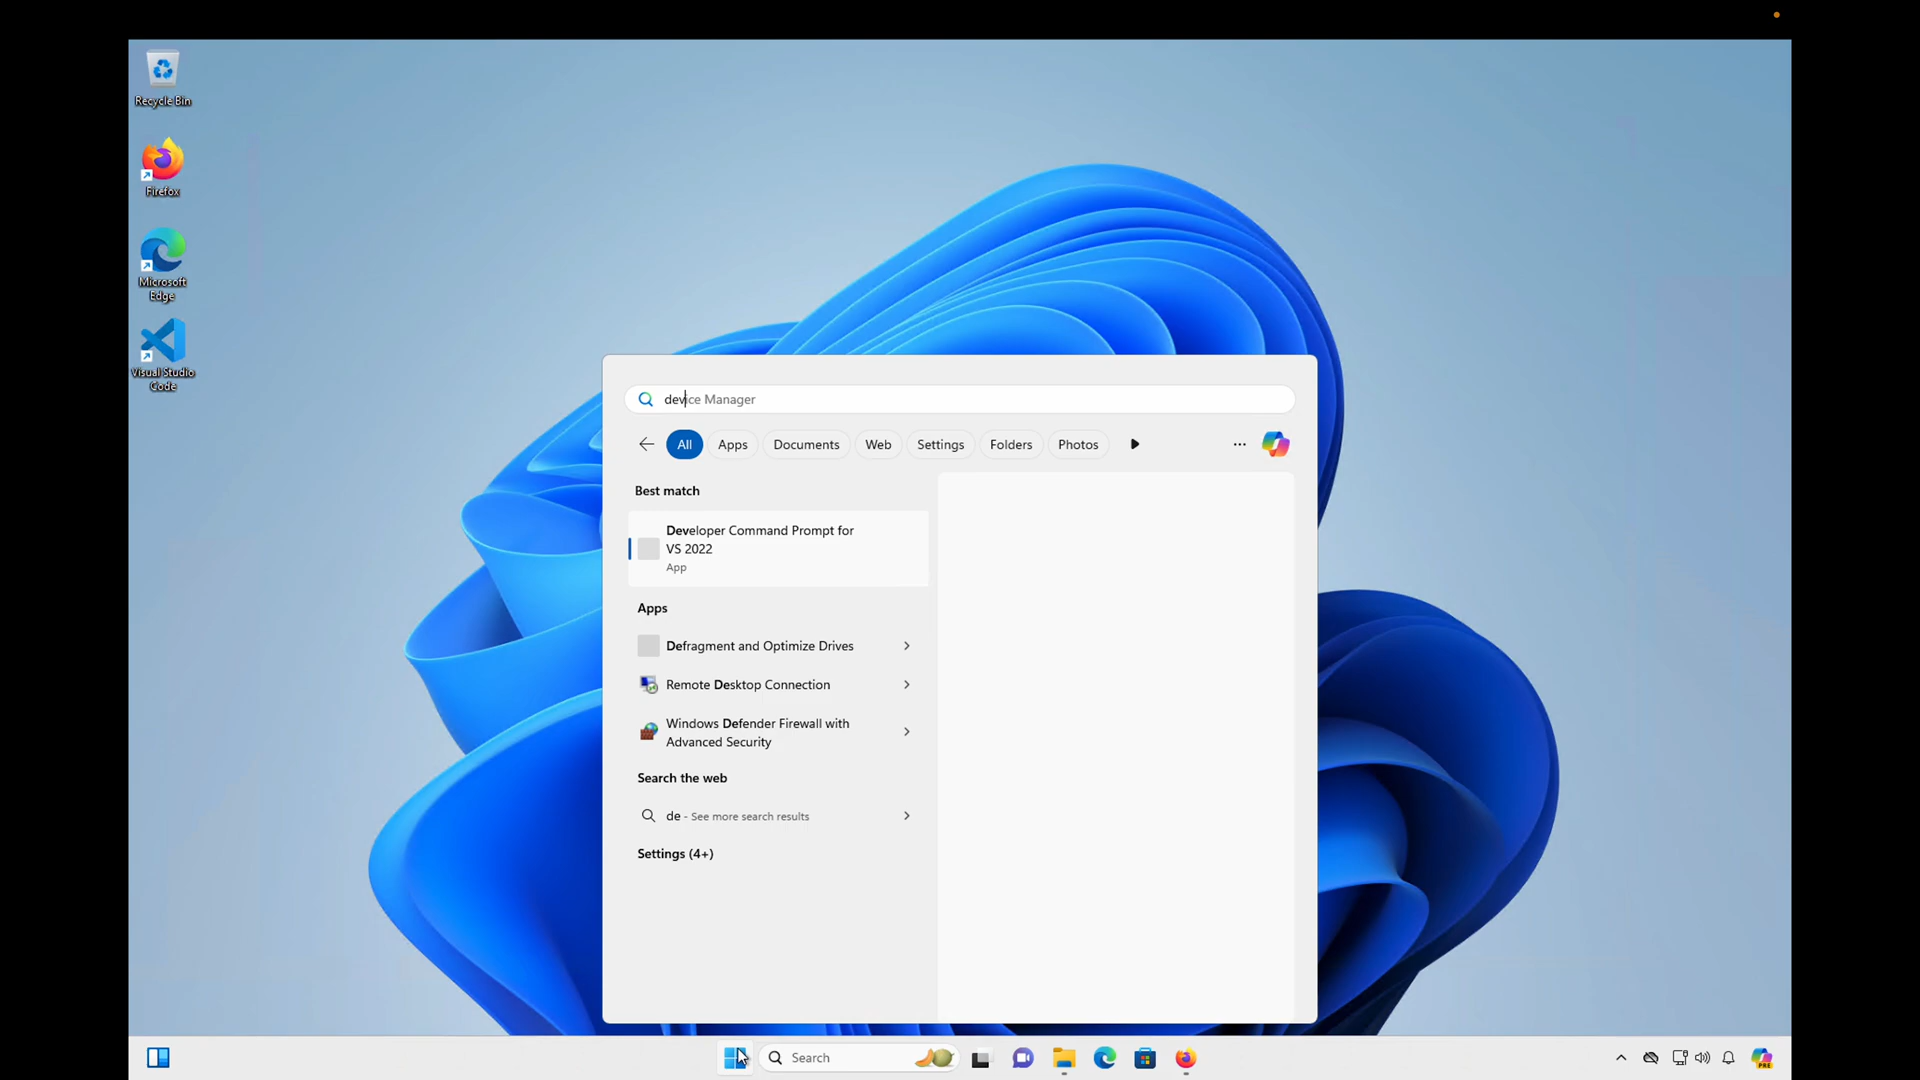 Recycle Bin
Firefox
Microsoft
Edge
Visual Studio
Code
device Manager
All
Apps
Documents
Web
Settings
Folders
Photos
Best match
Developer Command Prompt for
VS 2022
App
Apps
Defragment and Optimize Drives
Remote Desktop Connection
Windows Defender Firewall with
Advanced Security
Search the web
de - See more search results
Settings (4+)
Search
PRE